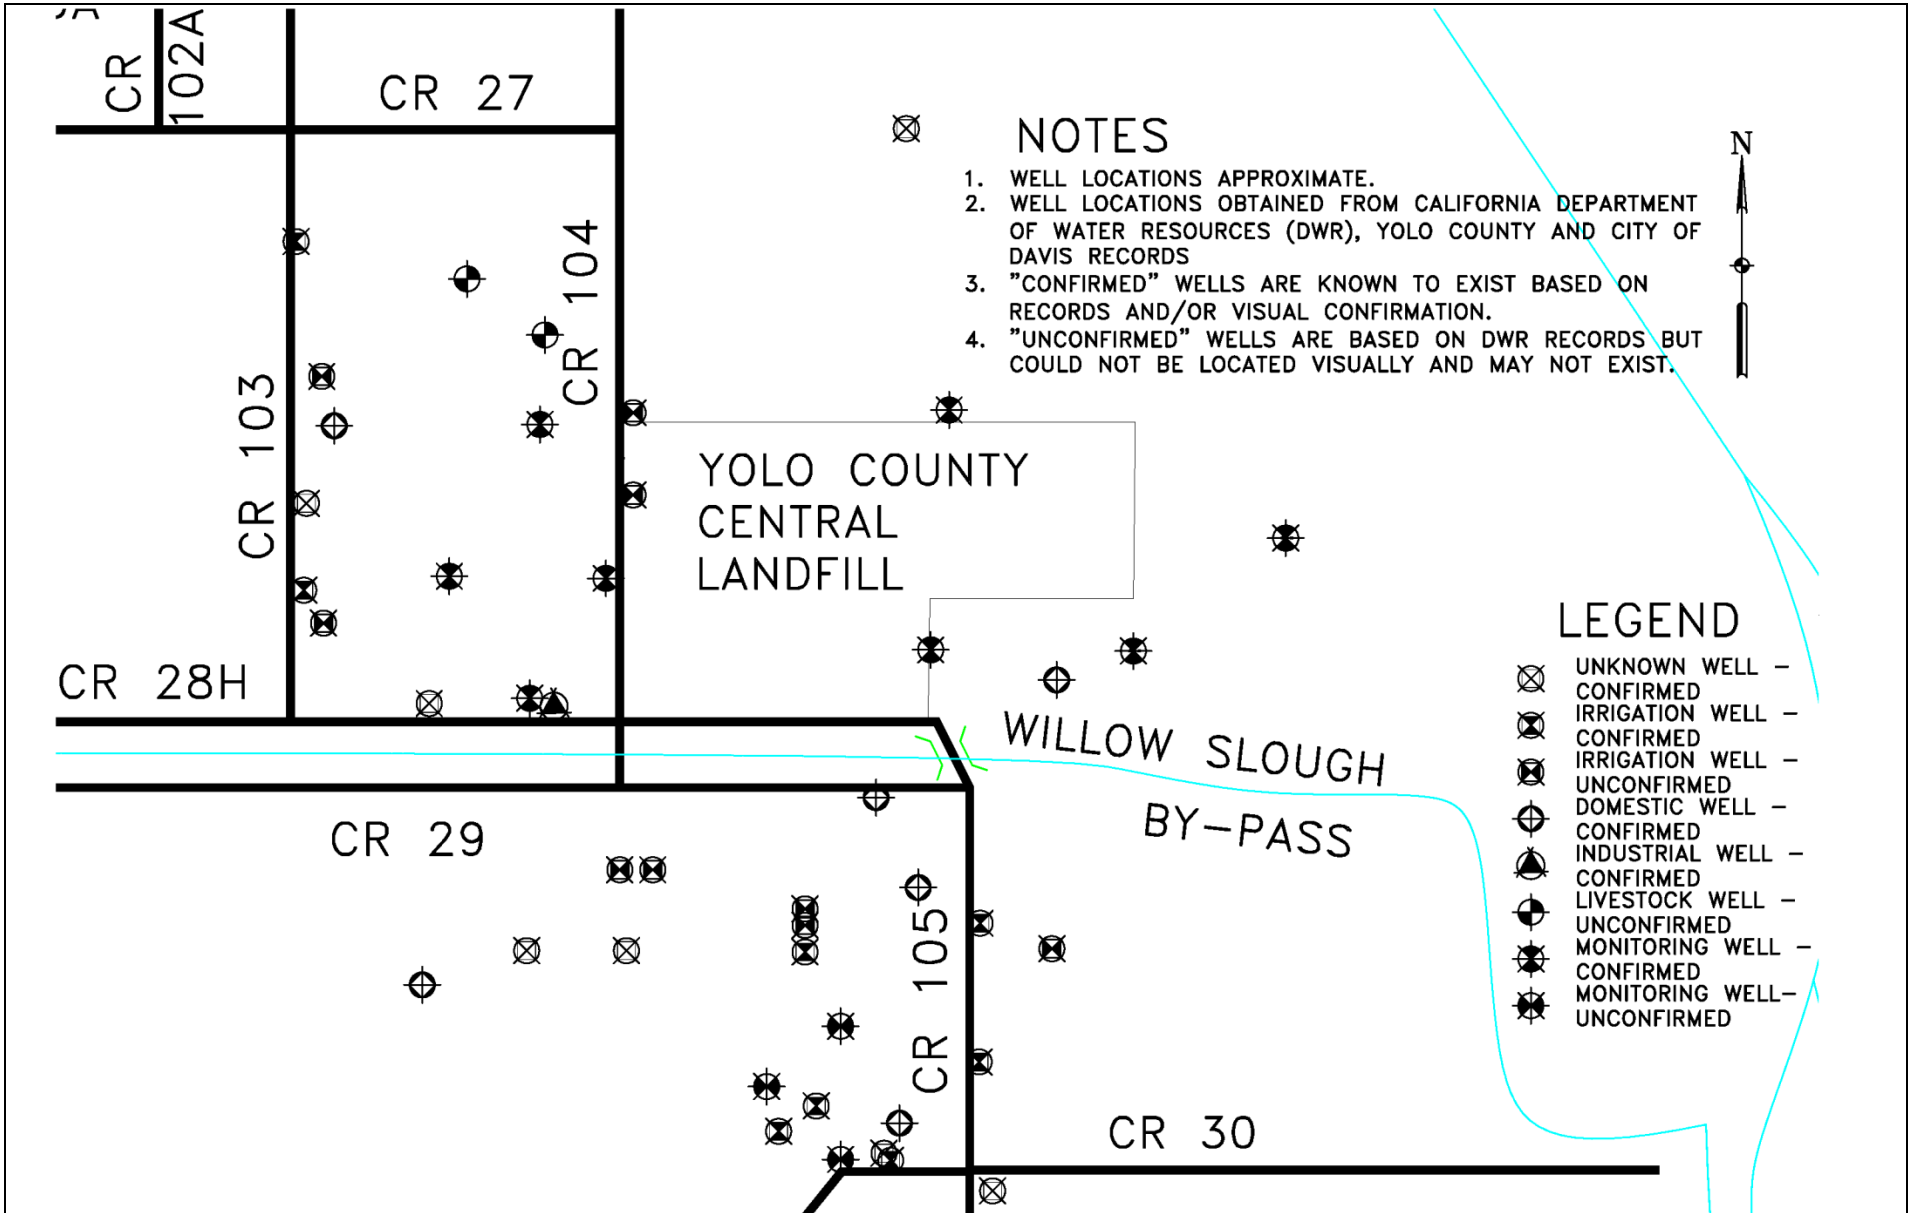 CR
102A
CR 27
NOTES
N
1. WELL LOCATIONS APPROXIMATE.
2. WELL LOCATIONS OBTAINED FROM CALIFORNIA DEPARTMENT
OF WATER RESOURCES (DWR), YOLO COUNTY AND CITY OF
DAVIS RECORDS
3. "CONFIRMED" WELLS ARE KNOWN TO EXIST BASED ON
RECORDS AND/OR VISUAL CONFIRMATION.
4. "UNCONFIRMED" WELLS ARE BASED ON DWR RECORDS BUT
COULD NOT BE LOCATED VISUALLY AND MAY NOT EXIST.
CR 104
CR 103
YOLO COUNTY
CENTRAL
LANDFILL
CR 28H
WILLOW SLOUGH
BY-PASS
CR 29
CR 105
CR 30
LEGEND
UNKNOWN WELL -
CONFIRMED
IRRIGATION WELL -
CONFIRMED
IRRIGATION WELL -
UNCONFIRMED
DOMESTIC WELL -
CONFIRMED
INDUSTRIAL WELL -
CONFIRMED
LIVESTOCK WELL -
UNCONFIRMED
MONITORING WELL -
CONFIRMED
MONITORING WELL-
UNCONFIRMED